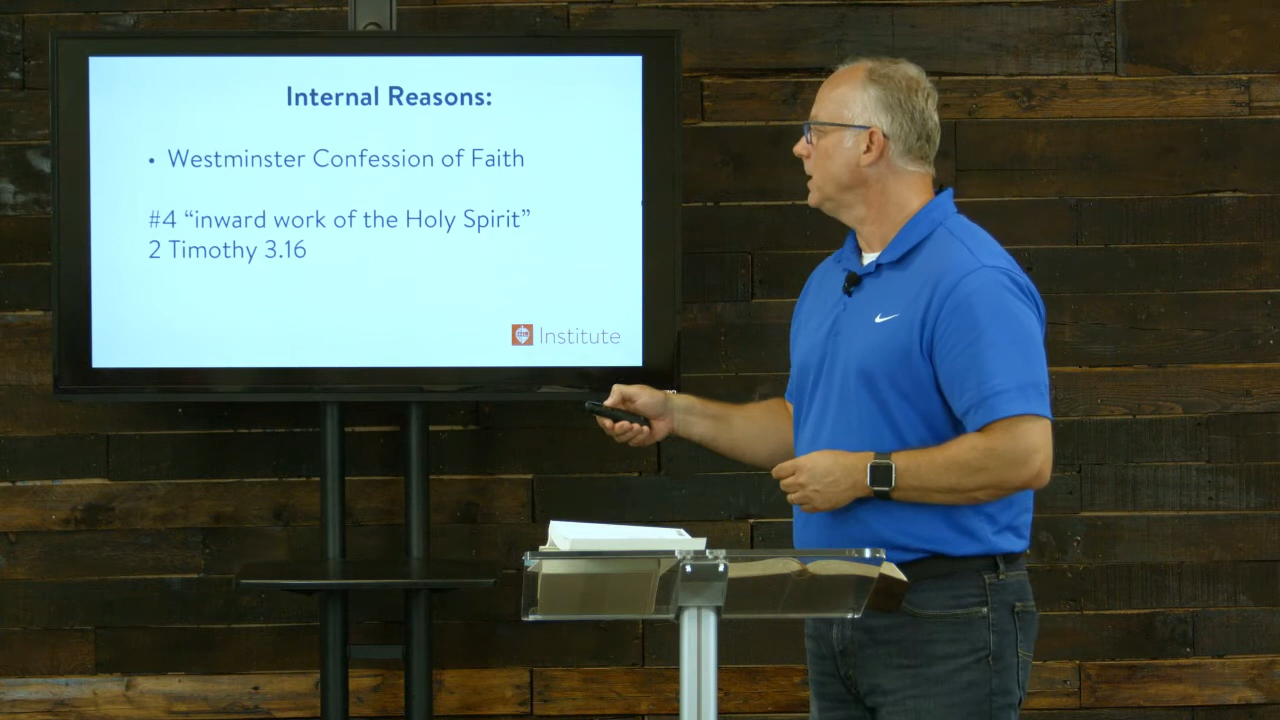 Internal Reasons:
• Westminster Confession of Faith
#4 “inward work of the Holy Spirit”
2 Timothy 3.16
Institute